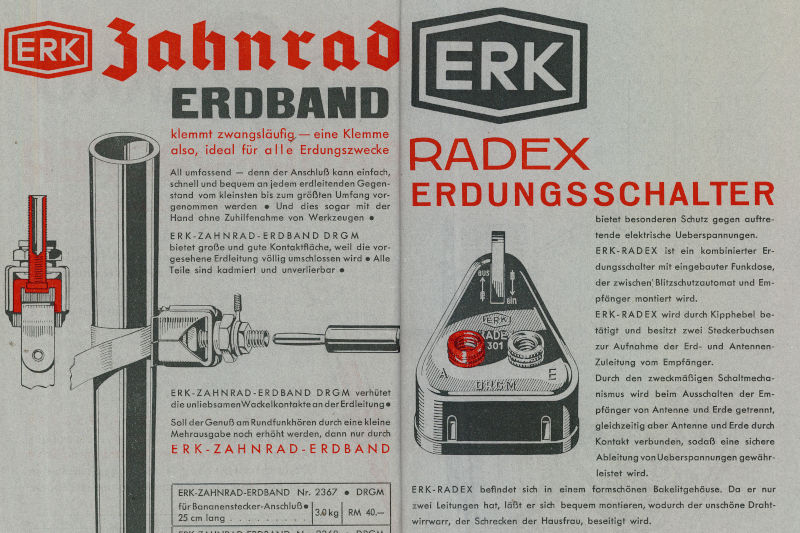 ERK Zahnrad
ERDBAND
klemmt zwangsläufig — eine Klemme
also, ideal für alle Erdungszwecke
All umfassend — denn der Anschluß kann einfach,
schnell und bequem an jedem erdleitenden Gegen-
stand vom kleinsten bis zum größten Umfang vor-
genommen werden ● Und dies sogar mit der
Hand ohne Zuhilfenahme von Werkzeugen ●
ERK-ZAHNRAD-ERDBAND DRGM
bietet große und gute Kontaktfläche, weil die vor-
gesehene Erdleitung völlig umschlossen wird ● Alle
Teile sind kadmiert und unverlierbar ●
ERK-ZAHNRAD-ERDBAND DRGM verhütet
die unliebsamen Wackelkontakte an der Erdleitung ●
Soll der Genuß am Rundfunkhören durch eine kleine
Mehrausgabe noch erhöht werden, dann nur durch
ERK-ZAHNRAD-ERDBAND
ERK-ZAHNRAD-ERDBAND Nr. 2367 ● DRGM
für Bananenstecker-Anschluß ●
25 cm lang . . . . . . . . . 3.0 kg RM 40.—
ERK-ZAHNRAD-ERDBAND DRGM
ERK
RADEX
ERDUNGSSCHALTER
bietet besonderen Schutz gegen auftre-
tende elektrische Ueberspannungen.
ERK-RADEX ist ein kombinierter Er-
dungsschalter mit eingebauter Funkdose,
der zwischen Blitzschutzautomat und Em-
pfänger montiert wird.
ERK-RADEX wird durch Kipphebel be-
tätigt und besitzt zwei Steckerbuchsen
zur Aufnahme der Erd- und Antennen-
Zuleitung vom Empfänger.
Durch den zweckmäßigen Schaltmecha-
nismus wird beim Ausschalten der Em-
pfänger von Antenne und Erde getrennt,
gleichzeitig aber Antenne und Erde durch
Kontakt verbunden, sodaß eine sichere
Ableitung von Ueberspannungen gewähr-
leistet wird.
AUS
EIN
ERK
RADEX
301
A
E
DRGM
ERK-RADEX befindet sich in einem formschönen Bakelitgehäuse. Da er nur
zwei Leitungen hat, läßt er sich bequem montieren, wodurch der unschöne Draht-
wirrwarr, der Schrecken der Hausfrau, beseitigt wird.